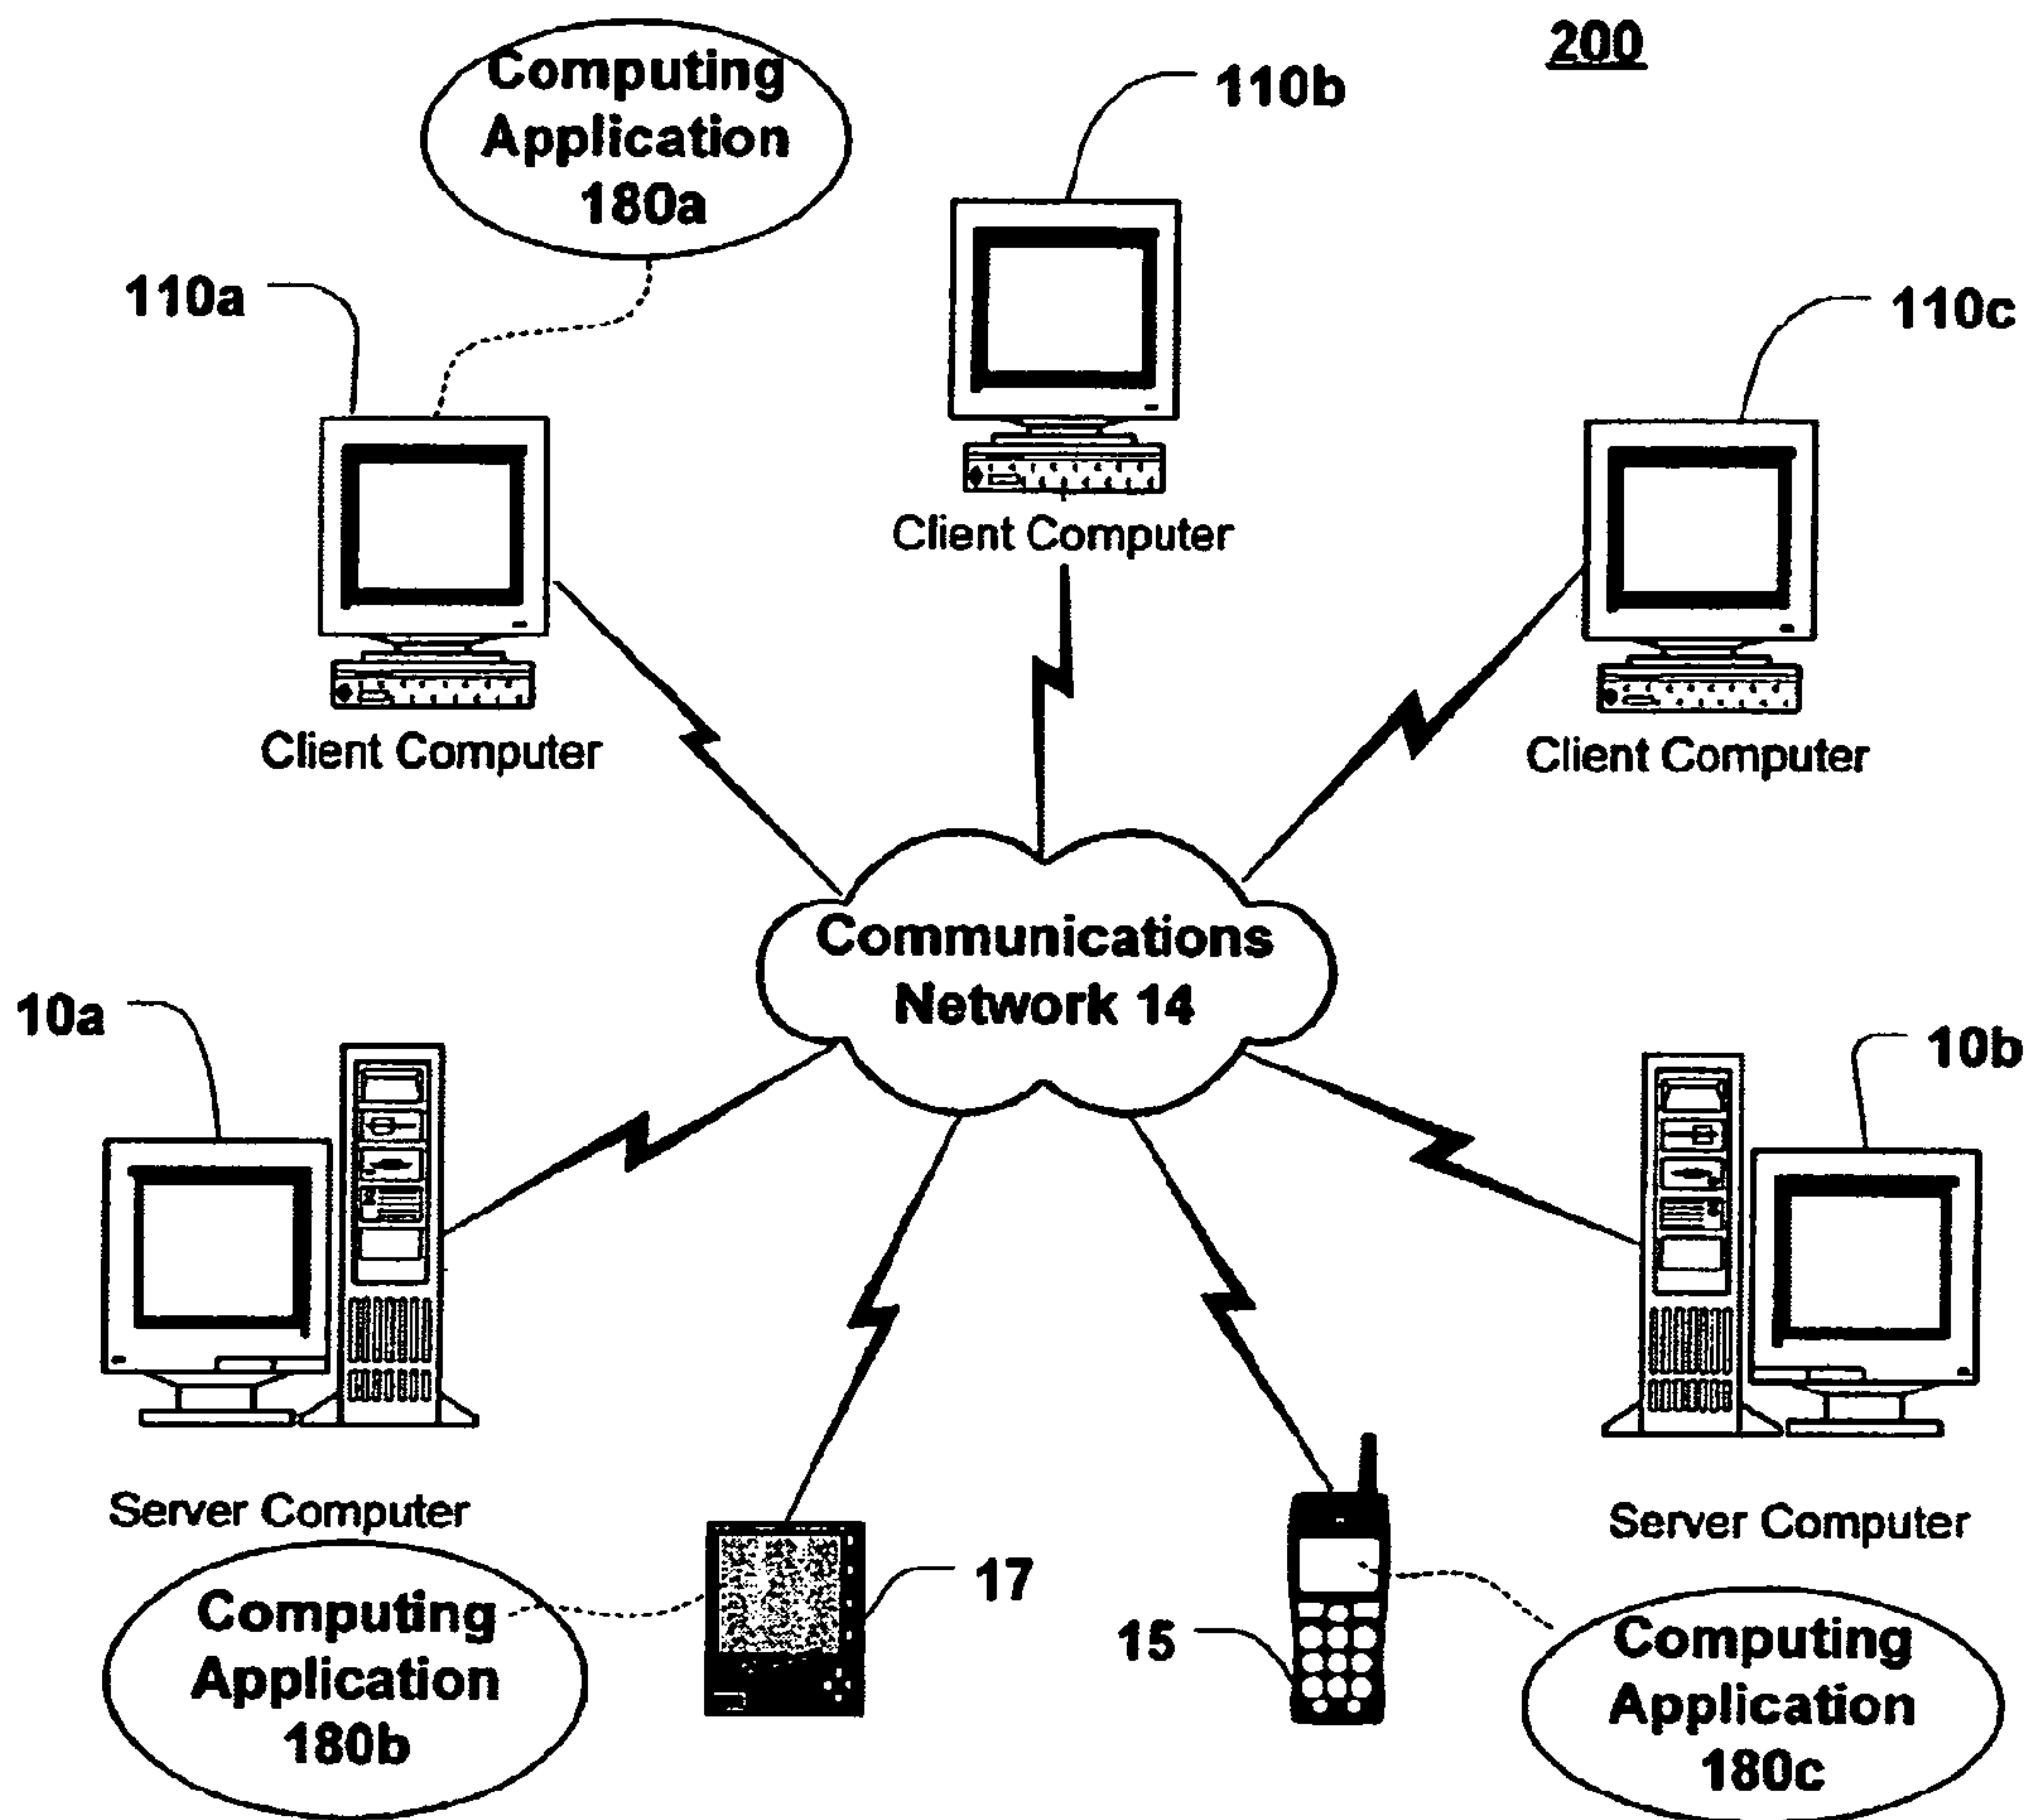 200
Computing
Application
180a
110b
110a
110c
Client Computer
Client Computer
Client Computer
Communications
Network 14
10a
10b
Server Computer
Server Computer
17
15
Computing
Application
180b
Computing
Application
180c